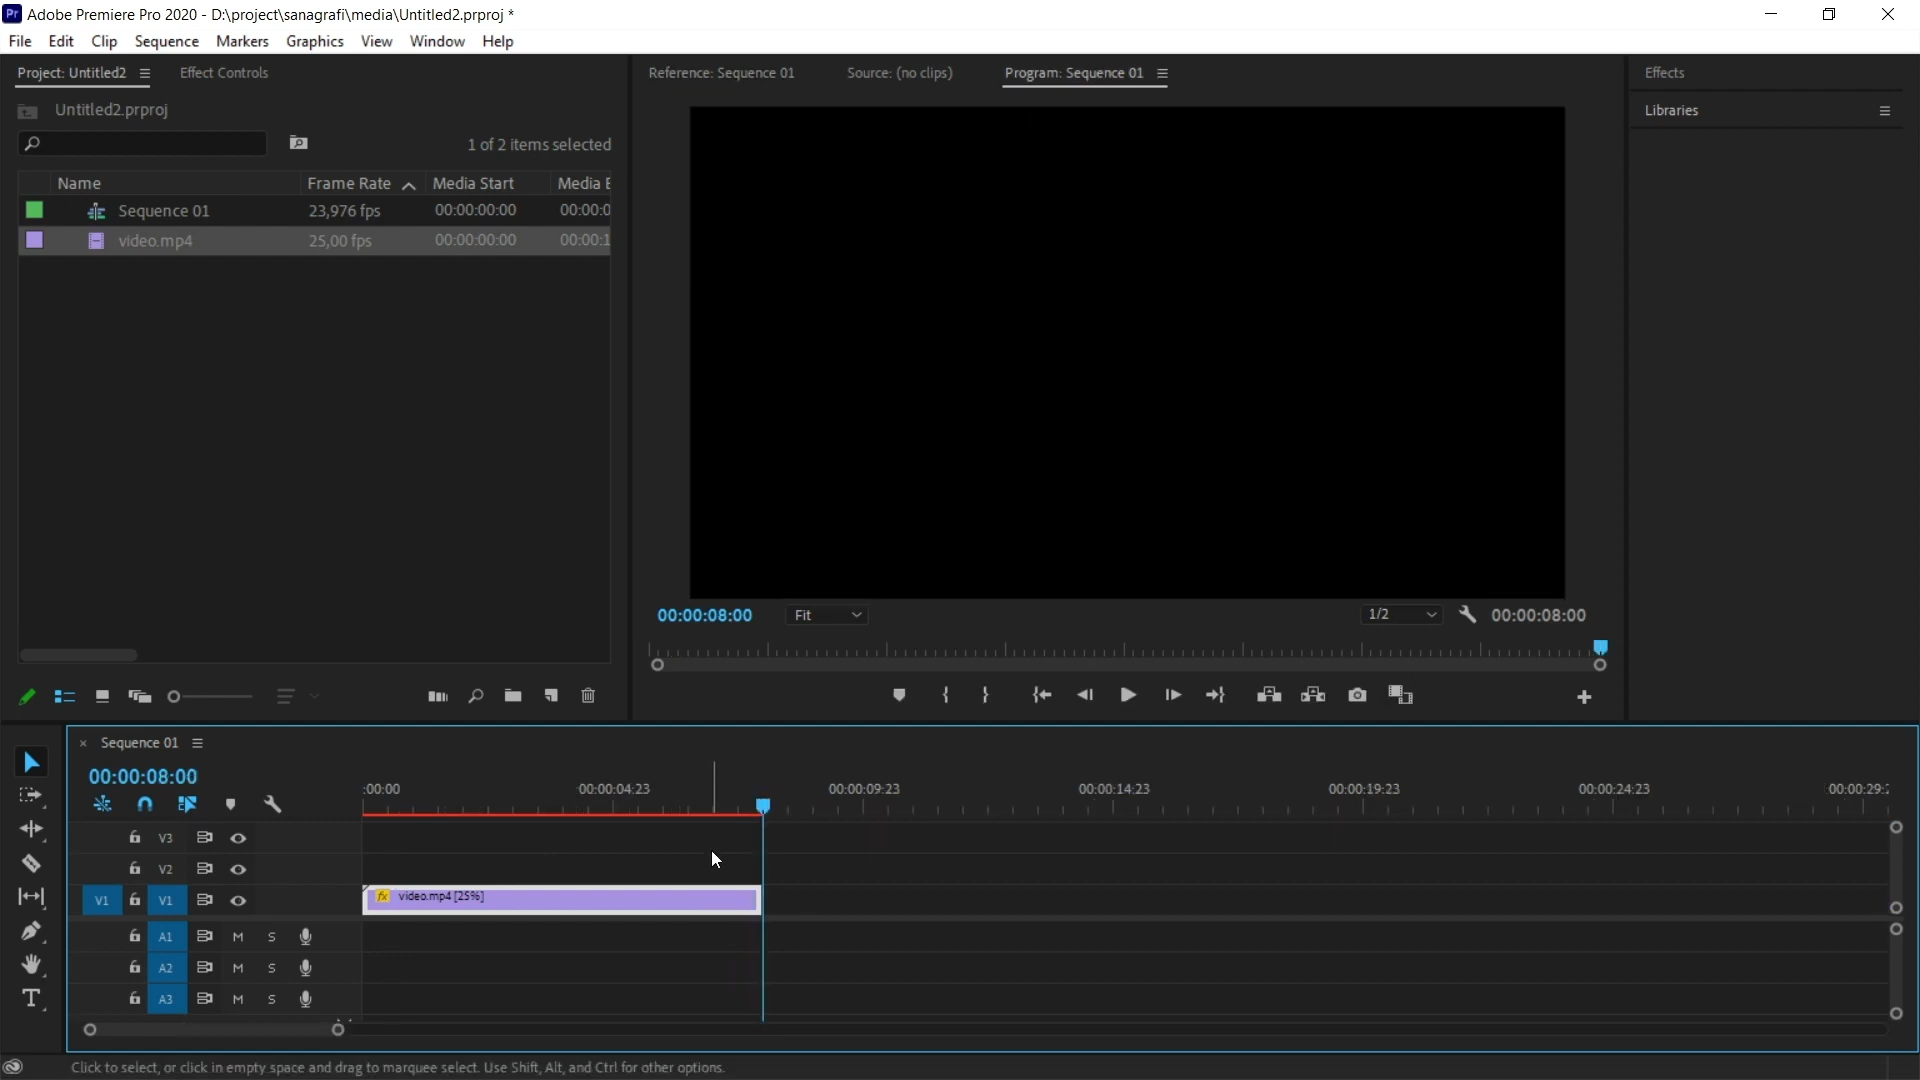 Pr Adobe Premiere Pro 2020 - D:\project\sanagrafi\media\Untitled2.prproj *
File Edit Clip Sequence Markers Graphics View Window Help
Project: Untitled2 Effect Controls
Reference: Sequence 01 Source: (no clips) Program: Sequence 01
Effects
Untitled2.prproj
Libraries
1 of 2 items selected
Name Frame Rate Media Start Media E
Sequence 01 23,976 fps 00:00:00:00 00:00:0
video.mp4 25,00 fps 00:00:00:00 00:00:1
00:00:08:00 Fit 1/2 00:00:08:00
× Sequence 01
00:00:08:00
:00:00 00:00:04:23 00:00:09:23 00:00:14:23 00:00:19:23 00:00:24:23 00:00:29:2
V3
V2
V1 V1
fx video.mp4 [25%]
A1 M S
A2 M S
A3 M S
T
Click to select, or click in empty space and drag to marquee select. Use Shift, Alt, and Ctrl for other options.